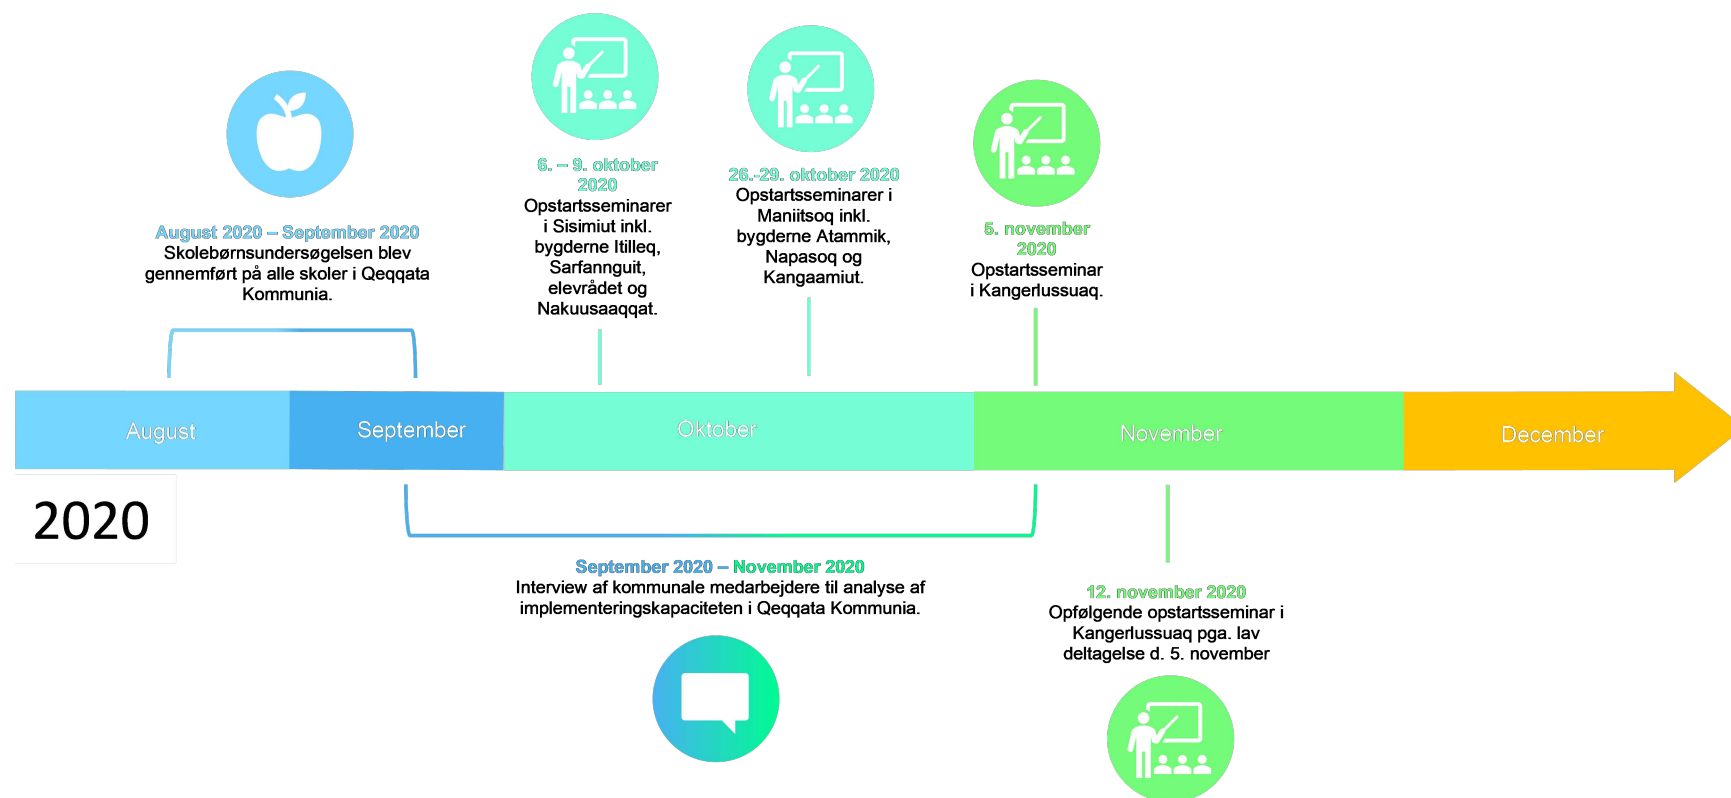 August 2020 – September 2020
Skolebørnsundersøgelsen blev
gennemført på alle skoler i Qeqqata
Kommunia.
6. – 9. oktober
2020
Opstartsseminarer
i Sisimiut inkl.
bygderne Itilleq,
Sarfannguit,
elevrådet og
Nakuusaaqqat.
26.-29. oktober 2020
Opstartsseminarer i
Maniitsoq inkl.
bygderne Atammik,
Napasoq og
Kangaamiut.
5. november
2020
Opstartsseminar
i Kangerlussuaq.
August
September
Oktober
November
December
2020
September 2020 – November 2020
Interview af kommunale medarbejdere til analyse af
implementeringskapaciteten i Qeqqata Kommunia.
12. november 2020
Opfølgende opstartsseminar i
Kangerlussuaq pga. lav
deltagelse d. 5. november